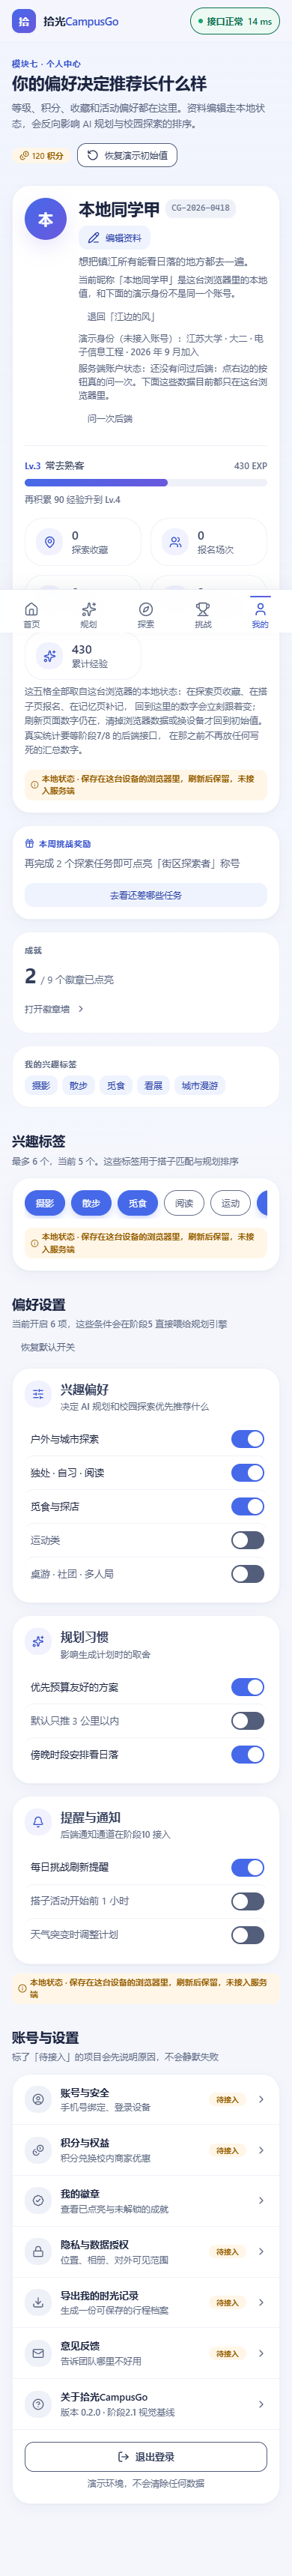 拾
拾光CampusGo
接口正常 14 ms
模块七 · 个人中心
你的偏好决定推荐长什么样
等级、积分、收藏和活动偏好都在这里。资料编辑走本地状
态，会反向影响 AI 规划与校园探索的排序。
120 积分
恢复演示初始值
本
本地同学甲
CG-2026-0418
编辑资料
想把镇江所有能看日落的地方都去一遍。
当前昵称「本地同学甲」是这台浏览器里的本地
值，和下面的演示身份不是同一个账号。
退回「江边的风」
演示身份（未接入账号）：江苏大学 · 大二 · 电
子信息工程 · 2026 年 9 月加入
服务端账户状态：还没有问过后端：点右边的按
钮真的问一次。下面这些数据目前都只在这台浏
览器里。
问一次后端
Lv.3 常去熟客
430 EXP
再积累 90 经验升到 Lv.4
0
探索收藏
0
报名场次
首页
规划
探索
挑战
我的
430
累计经验
这五格全部取自这台浏览器的本地状态：在探索页收藏、在搭
子页报名、在记忆页补记， 回到这里的数字会立刻跟着变；
刷新页面数字仍在，清掉浏览器数据或换设备才回到初始值。
真实统计要等阶段7/8 的后端接口， 在那之前不再放任何写
死的汇总数字。
本地状态 · 保存在这台设备的浏览器里，刷新后保留，未接
入服务端
本周挑战奖励
再完成 2 个探索任务即可点亮「街区探索者」称号
去看还差哪些任务
成就
2 / 9 个徽章已点亮
打开徽章墙
我的兴趣标签
摄影
散步
觅食
看展
城市漫游
兴趣标签
最多 6 个，当前 5 个。这些标签用于搭子匹配与规划排序
摄影
散步
觅食
阅读
运动
本地状态 · 保存在这台设备的浏览器里，刷新后保留，未接
入服务端
偏好设置
当前开启 6 项，这些条件会在阶段5 直接喂给规划引擎
恢复默认开关
兴趣偏好
决定 AI 规划和校园探索优先推荐什么
户外与城市探索
独处 · 自习 · 阅读
觅食与探店
运动类
桌游 · 社团 · 多人局
规划习惯
影响生成计划时的取舍
优先预算友好的方案
默认只推 3 公里以内
傍晚时段安排看日落
提醒与通知
后端通知通道在阶段10 接入
每日挑战刷新提醒
搭子活动开始前 1 小时
天气突变时调整计划
本地状态 · 保存在这台设备的浏览器里，刷新后保留，未接入服务
端
账号与设置
标了「待接入」的项目会先说明原因，不会静默失败
账号与安全
手机号绑定、登录设备
待接入
积分与权益
积分兑换校内商家优惠
待接入
我的徽章
查看已点亮与未解锁的成就
隐私与数据授权
位置、相册、对外可见范围
待接入
导出我的时光记录
生成一份可保存的行程档案
待接入
意见反馈
告诉团队哪里不好用
待接入
关于拾光CampusGo
版本 0.2.0 · 阶段2.1 视觉基线
退出登录
演示环境，不会清除任何数据